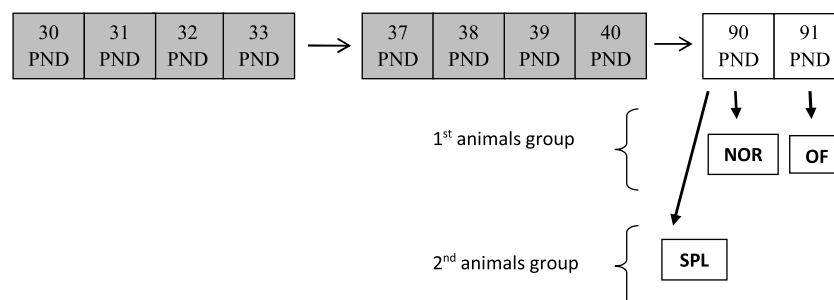 30 31 32 33 37 38 39 40 90 91
PND PND PND PND PND PND PND PND PND PND
1st animals group
NOR OF
2nd animals group
SPL